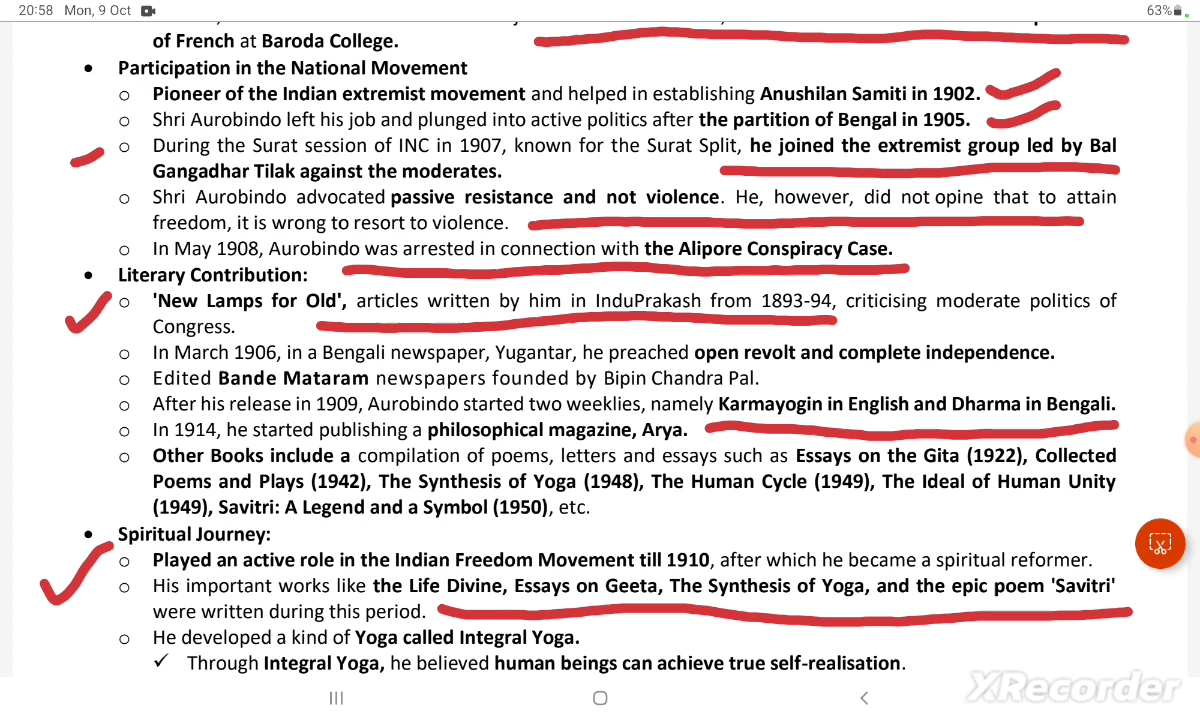 20:58 Mon, 9 Oct
63%
of French at Baroda College.
• Participation in the National Movement
o Pioneer of the Indian extremist movement and helped in establishing Anushilan Samiti in 1902.
o Shri Aurobindo left his job and plunged into active politics after the partition of Bengal in 1905.
o During the Surat session of INC in 1907, known for the Surat Split, he joined the extremist group led by Bal
Gangadhar Tilak against the moderates.
o Shri Aurobindo advocated passive resistance and not violence. He, however, did not opine that to attain
freedom, it is wrong to resort to violence.
o In May 1908, Aurobindo was arrested in connection with the Alipore Conspiracy Case.
• Literary Contribution:
o 'New Lamps for Old', articles written by him in InduPrakash from 1893-94, criticising moderate politics of
Congress.
o In March 1906, in a Bengali newspaper, Yugantar, he preached open revolt and complete independence.
o Edited Bande Mataram newspapers founded by Bipin Chandra Pal.
o After his release in 1909, Aurobindo started two weeklies, namely Karmayogin in English and Dharma in Bengali.
o In 1914, he started publishing a philosophical magazine, Arya.
o Other Books include a compilation of poems, letters and essays such as Essays on the Gita (1922), Collected
Poems and Plays (1942), The Synthesis of Yoga (1948), The Human Cycle (1949), The Ideal of Human Unity
(1949), Savitri: A Legend and a Symbol (1950), etc.
• Spiritual Journey:
o Played an active role in the Indian Freedom Movement till 1910, after which he became a spiritual reformer.
o His important works like the Life Divine, Essays on Geeta, The Synthesis of Yoga, and the epic poem 'Savitri'
were written during this period.
o He developed a kind of Yoga called Integral Yoga.
✓ Through Integral Yoga, he believed human beings can achieve true self-realisation.
XRecorder